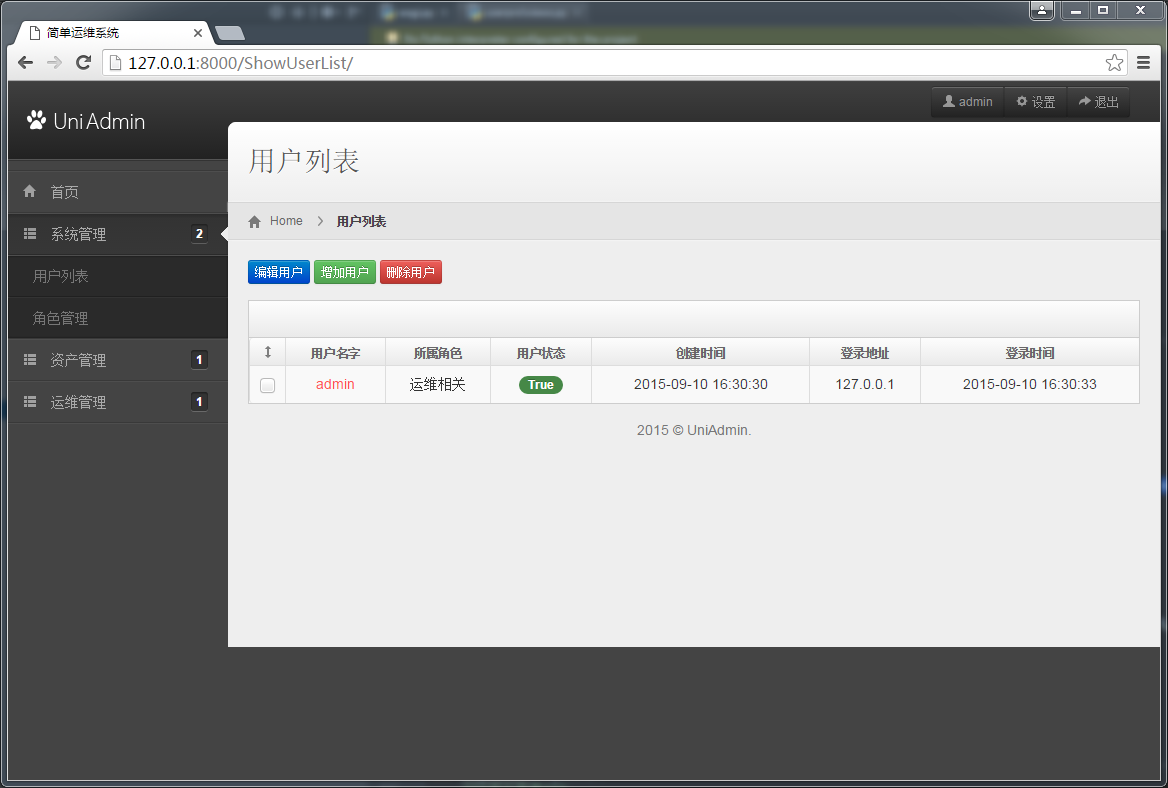 简单运维系统
127.0.0.1:8000/ShowUserList/
UniAdmin
admin 设置 退出
用户列表
首页
Home 用户列表
系统管理 2
用户列表
角色管理
资产管理 1
运维管理 1
编辑用户 增加用户 删除用户
用户名字 所属角色 用户状态 创建时间 登录地址 登录时间
admin 运维相关 True 2015-09-10 16:30:30 127.0.0.1 2015-09-10 16:30:33
2015 © UniAdmin.